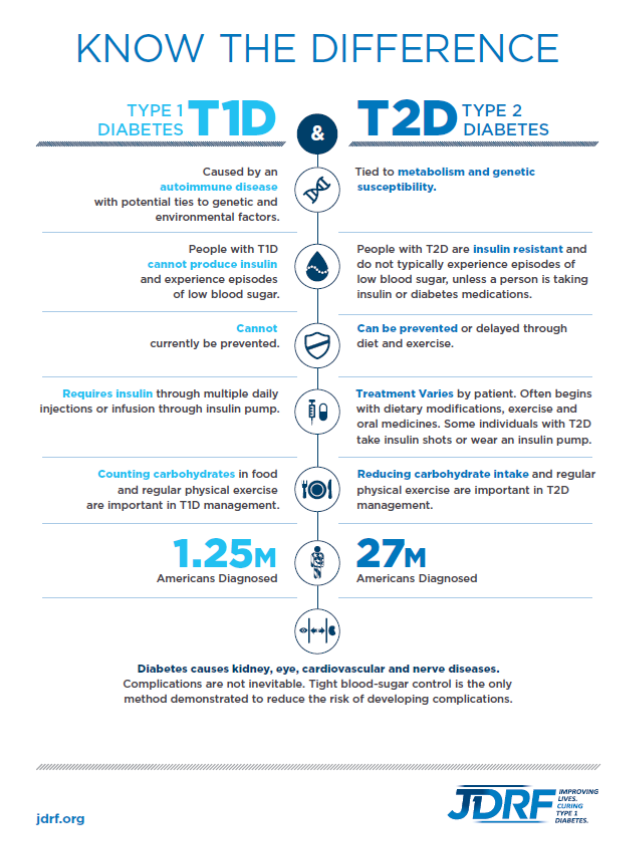 KNOW THE DIFFERENCE
TYPE 1
DIABETES
T1D
&
T2D
TYPE 2
DIABETES
Caused by an
autoimmune disease
with potential ties to genetic and
environmental factors.
Tied to metabolism and genetic
susceptibility.
People with T1D
cannot produce insulin
and experience episodes
of low blood sugar.
People with T2D are insulin resistant and
do not typically experience episodes of
low blood sugar, unless a person is taking
insulin or diabetes medications.
Cannot
currently be prevented.
Can be prevented or delayed through
diet and exercise.
Requires insulin through multiple daily
injections or infusion through insulin pump.
Treatment Varies by patient. Often begins
with dietary modifications, exercise and
oral medicines. Some individuals with T2D
take insulin shots or wear an insulin pump.
Counting carbohydrates in food
and regular physical exercise
are important in T1D management.
Reducing carbohydrate intake and regular
physical exercise are important in T2D
management.
1.25M
Americans Diagnosed
27M
Americans Diagnosed
Diabetes causes kidney, eye, cardiovascular and nerve diseases.
Complications are not inevitable. Tight blood-sugar control is the only
method demonstrated to reduce the risk of developing complications.
jdrf.org
JDRF
IMPROVING
LIVES.
CURING
TYPE 1
DIABETES.